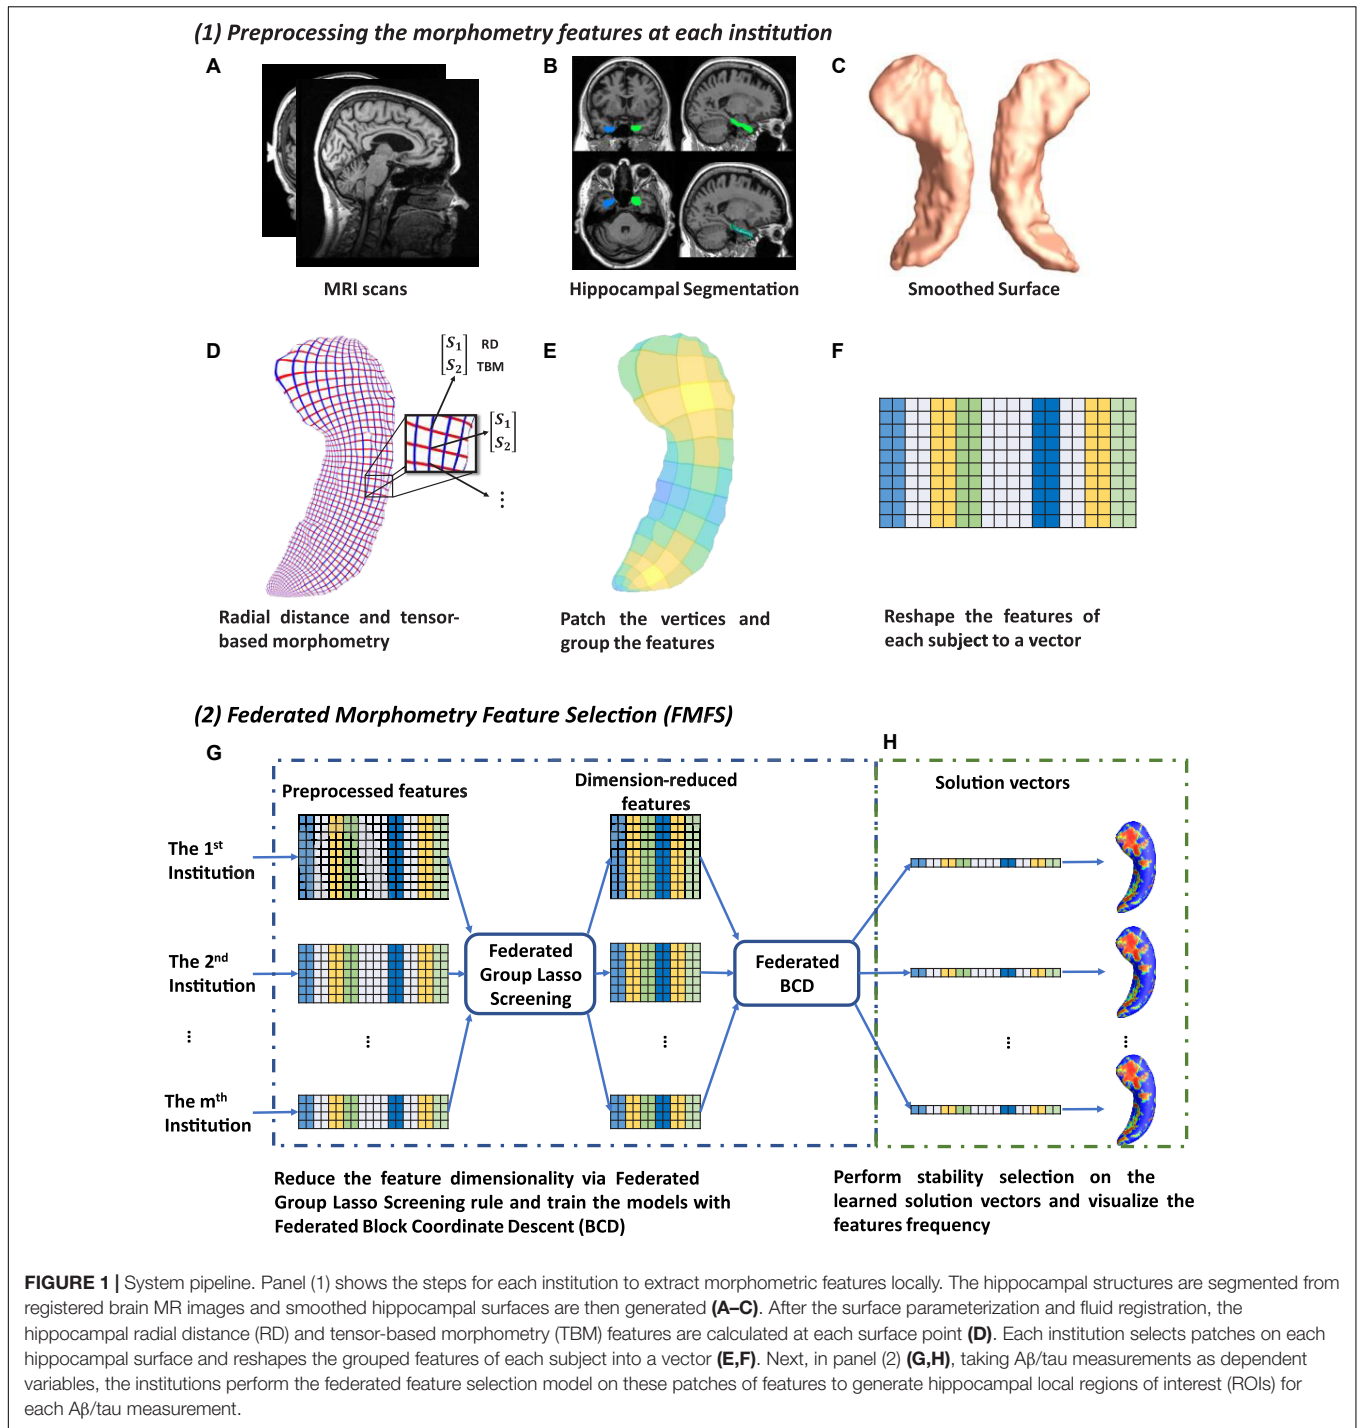 (1) Preprocessing the morphometry features at each institution
A
B
C
MRI scans
Hippocampal Segmentation
Smoothed Surface
D
[S1 S2] RD TBM
[S1 S2]
⋮
E
F
Radial distance and tensor-
based morphometry
Patch the vertices and
group the features
Reshape the features of
each subject to a vector
(2) Federated Morphometry Feature Selection (FMFS)
G
H
Preprocessed features
Dimension-reduced
features
Solution vectors
The 1st
Institution
Federated
Group Lasso
Screening
Federated
BCD
The 2nd
Institution
⋮
⋮
⋮
⋮
⋮
The mth
Institution
Reduce the feature dimensionality via Federated
Group Lasso Screening rule and train the models with
Federated Block Coordinate Descent (BCD)
Perform stability selection on the
learned solution vectors and visualize the
features frequency
FIGURE 1 | System pipeline. Panel (1) shows the steps for each institution to extract morphometric features locally. The hippocampal structures are segmented from
registered brain MR images and smoothed hippocampal surfaces are then generated (A–C). After the surface parameterization and fluid registration, the
hippocampal radial distance (RD) and tensor-based morphometry (TBM) features are calculated at each surface point (D). Each institution selects patches on each
hippocampal surface and reshapes the grouped features of each subject into a vector (E,F). Next, in panel (2) (G,H), taking Aβ/tau measurements as dependent
variables, the institutions perform the federated feature selection model on these patches of features to generate hippocampal local regions of interest (ROIs) for
each Aβ/tau measurement.